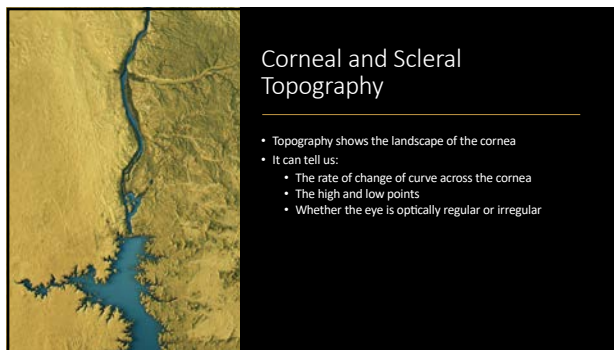 Corneal and Scleral
Topography
• Topography shows the landscape of the cornea
• It can tell us:
• The rate of change of curve across the cornea
• The high and low points
• Whether the eye is optically regular or irregular